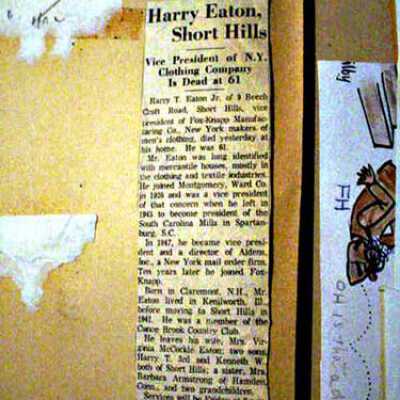 Harry Eaton,
Short Hills
Vice President of N.Y.
Clothing Company
Is Dead at 61
Harry T. Eaton Jr. of 9 Beech
Croft Road, Short Hills, vice
president of Fox-Knapp Manufac-
turing Co., New York makers of
men's clothing, died yesterday at
his home. He was 61.
Mr. Eaton was long identified
with mercantile houses, mostly in
the clothing and textile industries.
He joined Montgomery, Ward Co.
in 1926 and was a vice president
of that concern when he left in
1945 to become president of the
South Carolina Mills in Spartan-
burg, S.C.
In 1947, he became vice presi-
dent and a director of Aldens,
Inc., a New York mail order firm.
Ten years later he joined Fox-
Knapp.
Born in Claremont, N.H., Mr.
Eaton lived in Kenilworth, Ill.,
before moving to Short Hills in
1947. He was a member of the
Canoe Brook Country Club.
He leaves his wife, Mrs. Vir-
ginia McCorkle Eaton; two sons,
Harry T. 3rd and Kenneth W.
both of Short Hills; a sister, Mrs.
Barbara Armstrong of Hamden,
Conn., and two grandchildren.
Services will be
FH